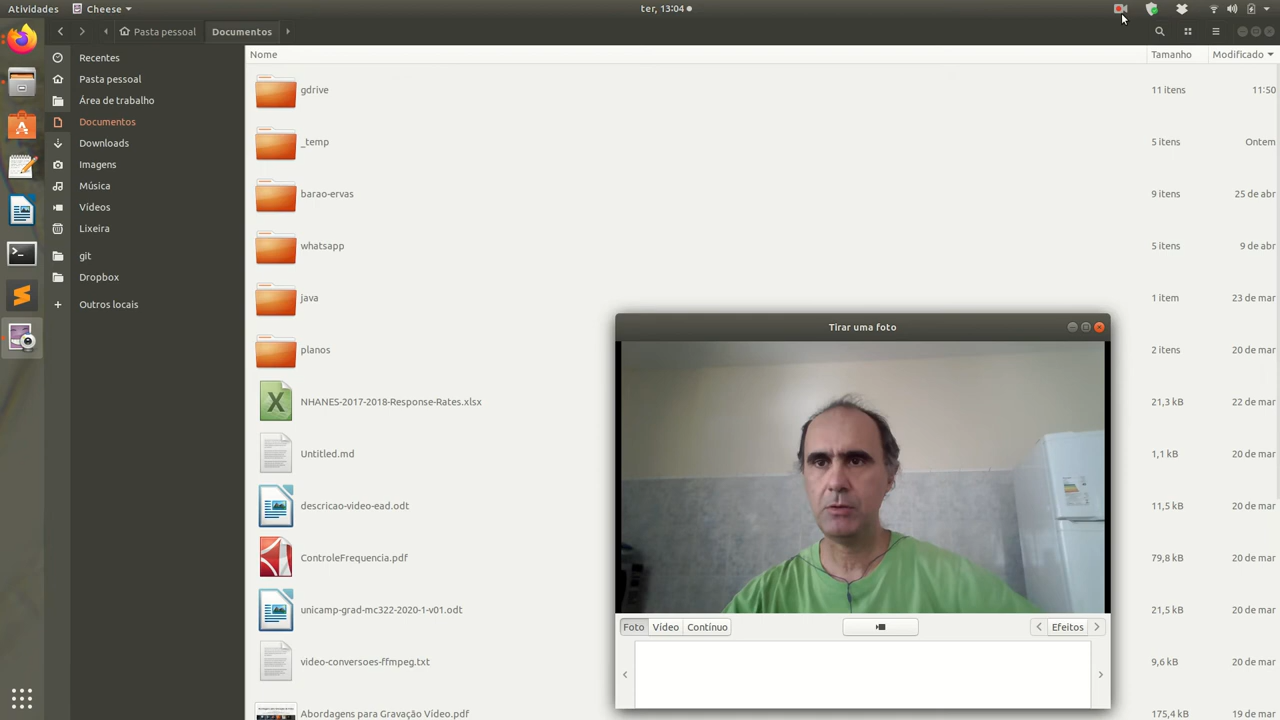 Atividades Cheese ter, 13:04
Pasta pessoal Documentos
Nome Tamanho Modificado
Recentes
Pasta pessoal
Área de trabalho
Documentos
Downloads
Imagens
Música
Vídeos
Lixeira
git
Dropbox
Outros locais
gdrive 11 itens 11:50
_temp 5 itens Ontem
barao-ervas 9 itens 25 de abr
whatsapp 5 itens 9 de abr
java 1 item 23 de mar
planos 2 itens 20 de mar
NHANES-2017-2018-Response-Rates.xlsx 21,3 kB 22 de mar
Untitled.md 1,1 kB 20 de mar
descricao-video-ead.odt 11,5 kB 20 de mar
ControleFrequencia.pdf 79,8 kB 20 de mar
unicamp-grad-mc322-2020-1-v01.odt 21,5 kB 20 de mar
video-conversoes-ffmpeg.txt 9,6 kB 20 de mar
Abordagens para Gravação Vídeo.pdf 175,4 kB 20 de mar
Tirar uma foto
Foto Vídeo Contínuo Efeitos